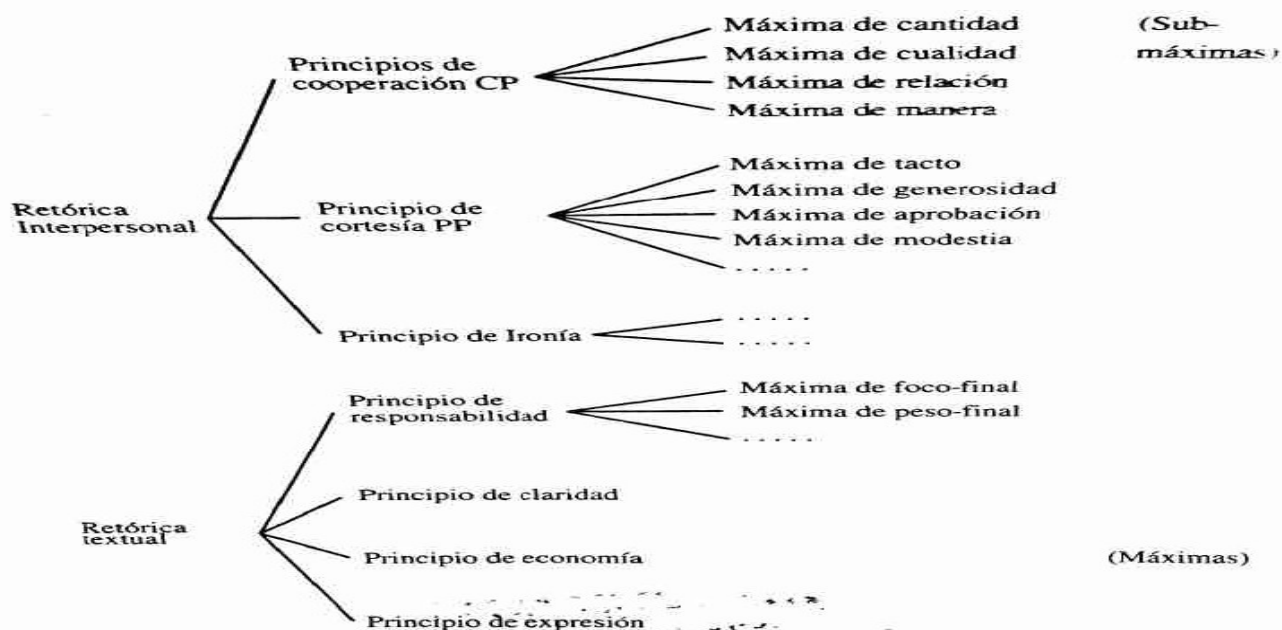 Máxima de cantidad (Sub-
Principios de Máxima de cualidad máximas)
cooperación CP Máxima de relación
Máxima de manera
Máxima de tacto
Retórica Principio de Máxima de generosidad
Interpersonal cortesía PP Máxima de aprobación
Máxima de modestia
. . . . .
Principio de Ironía . . . . .
. . . . .
Principio de Máxima de foco-final
responsabilidad Máxima de peso-final
. . . . .
Principio de claridad
Retórica
textual
Principio de economía (Máximas)
Principio de expresión